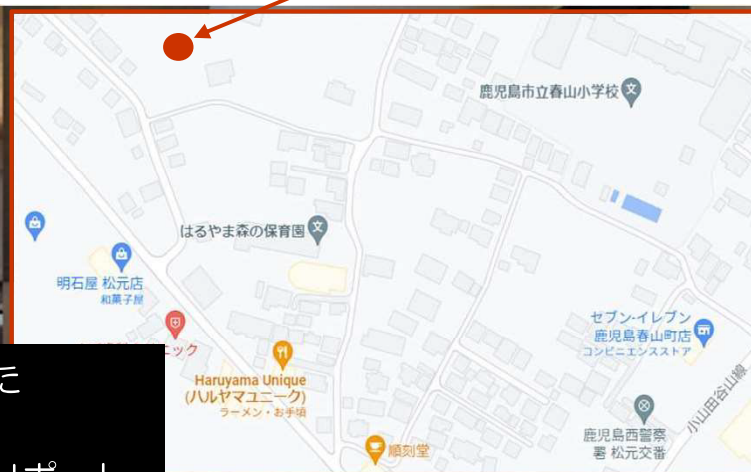 鹿児島市立春山小学校
はるやま森の保育園
明石屋 松元店
和菓子屋
ック
Haruyama Unique
(ハルヤマユニーク)
ラーメン・お手頃
順刻堂
セブン-イレブン
鹿児島春山町店
コンビニエンスストア
小山田谷山線
鹿児島西警察
署 松元交番